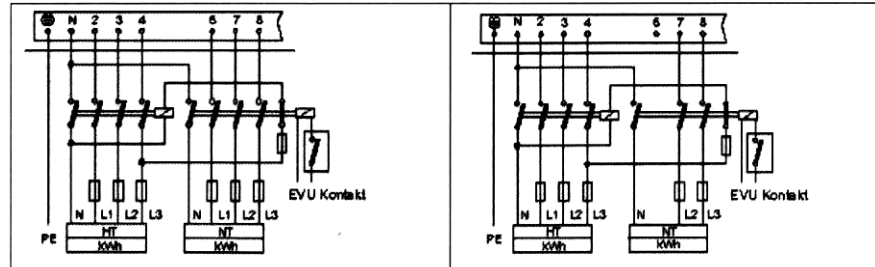 N 2 3 4 6 7 8
EVU Kontakt
N L1 L2 L3 N L1 L2 L3
PE
HT NT
kWh kWh
N 2 3 4 6 7 8
EVU Kontakt
N L1 L2 L3 N L2 L3
PE
HT NT
kWh kWh